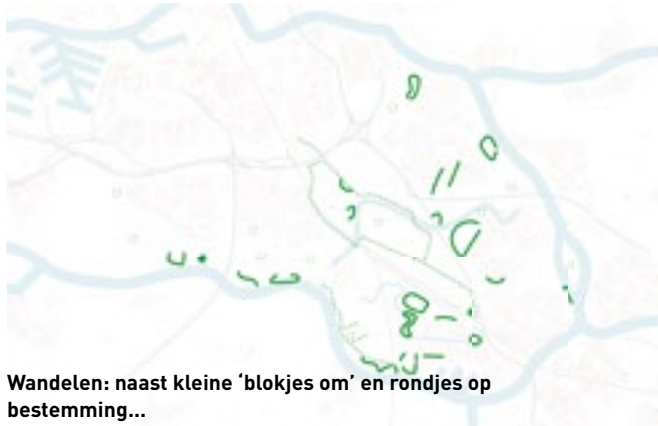 Wandelen: naast kleine ‘blokjes om’ en rondjes op
bestemming...